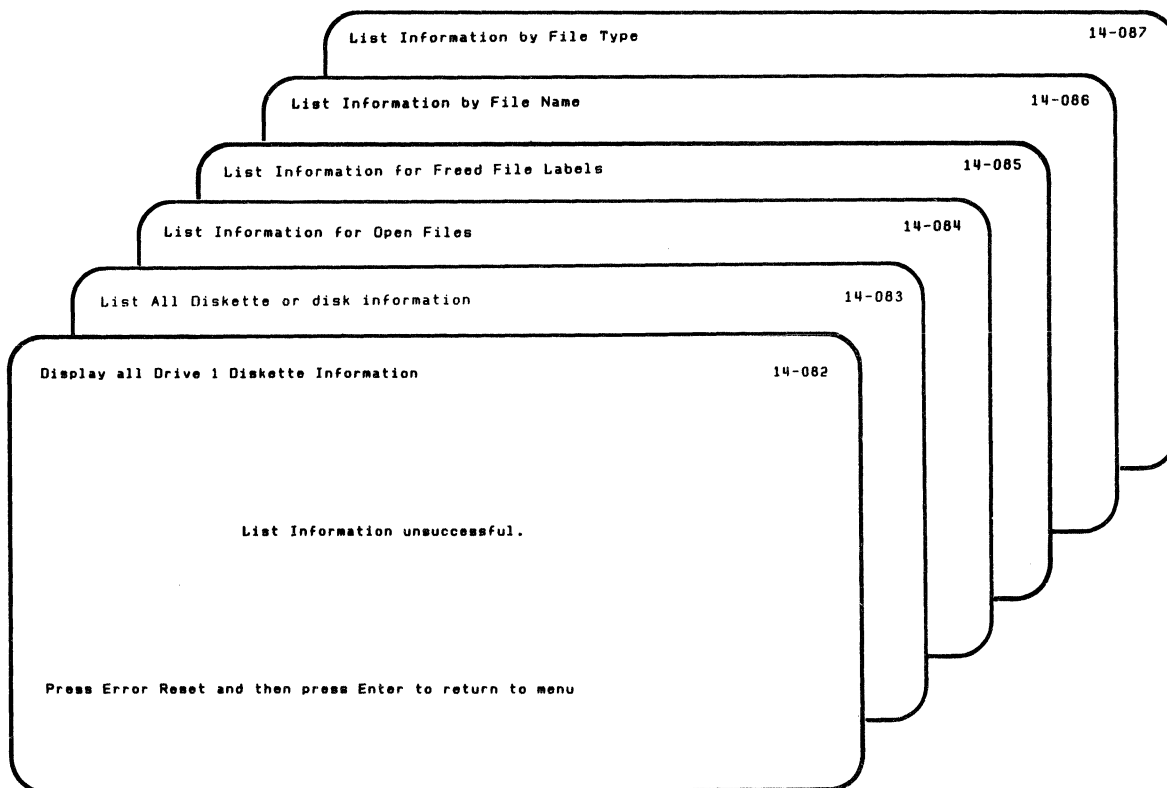 List Information by File Type 14-087
List Information by File Name 14-086
List Information for Freed File Labels 14-085
List Information for Open Files 14-084
List All Diskette or disk information 14-083
Display all Drive 1 Diskette Information 14-082
List Information unsuccessful.
Press Error Reset and then press Enter to return to menu